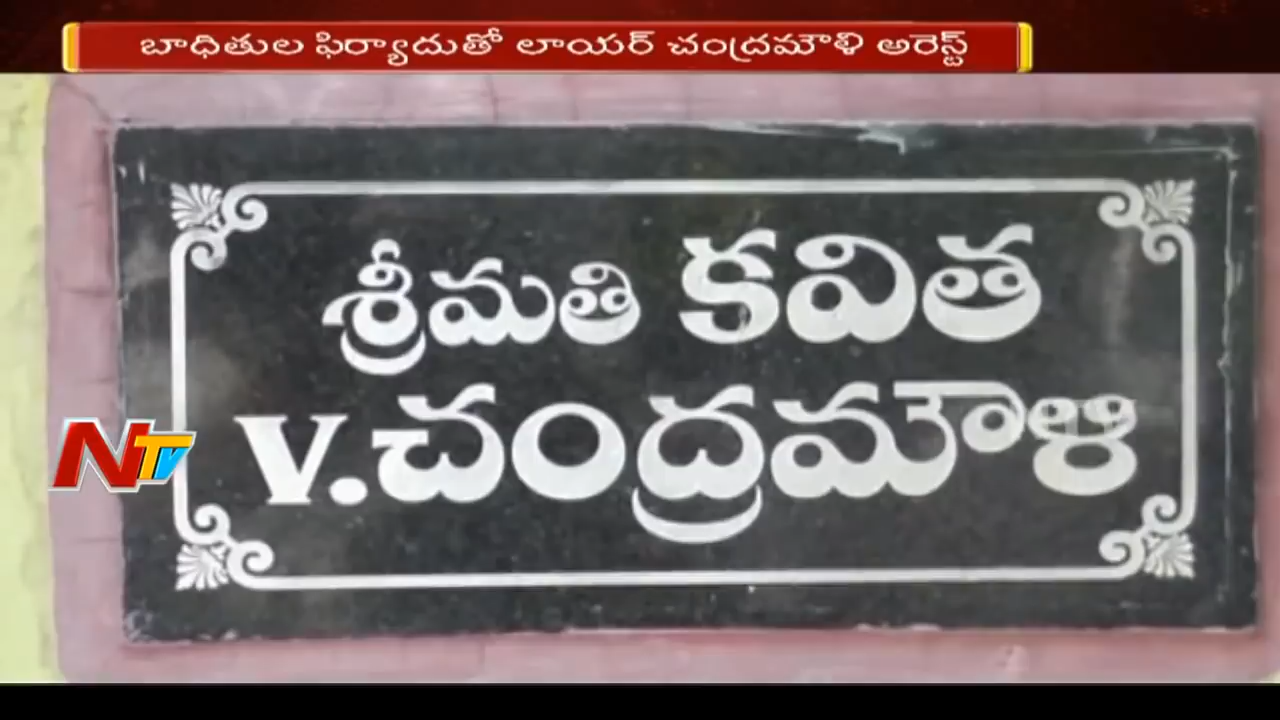 బాధితుల ఫిర్యాదుతో లాయర్ చంద్రమౌళి అరెస్ట్
శ్రీమతి కవిత
v.చంద్రమౌళి
NTV